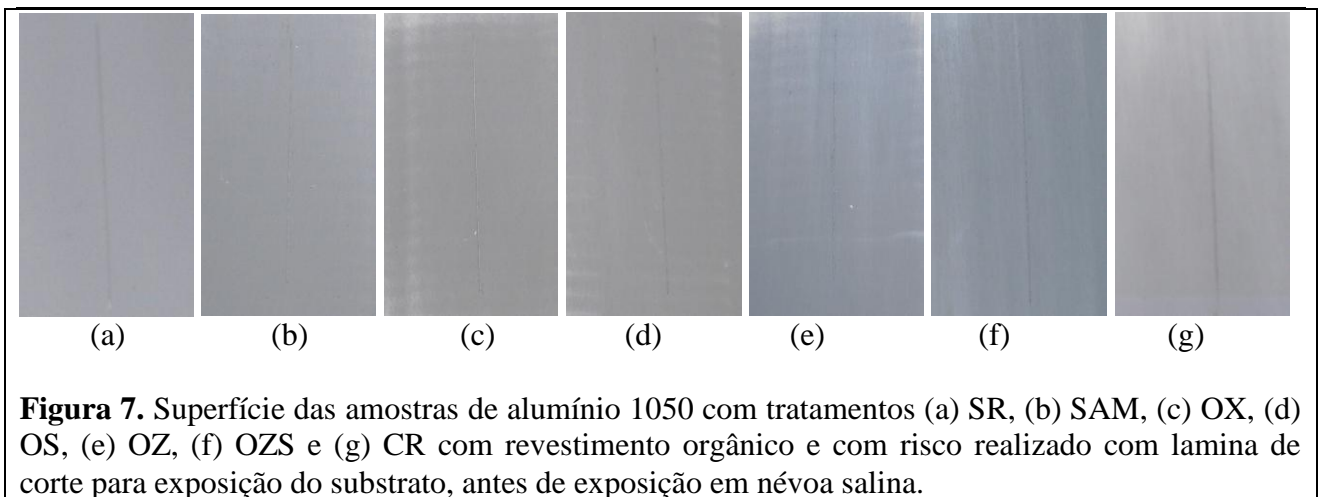 (a) (b) (c) (d) (e) (f) (g)
Figura 7. Superfície das amostras de alumínio 1050 com tratamentos (a) SR, (b) SAM, (c) OX, (d)
OS, (e) OZ, (f) OZS e (g) CR com revestimento orgânico e com risco realizado com lamina de
corte para exposição do substrato, antes de exposição em névoa salina.